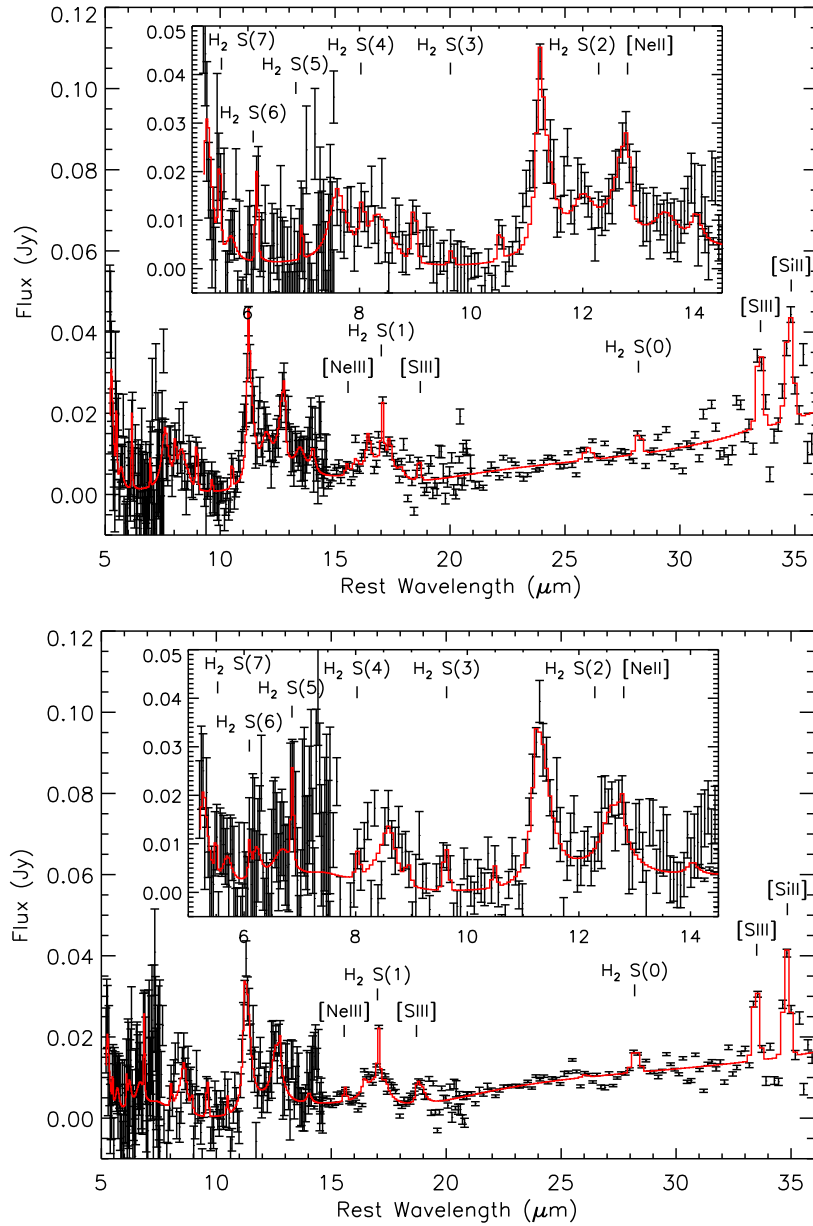 0.12
0.10
0.08
0.06
0.04
0.02
0.00
Flux (Jy)
0.05
0.04
0.03
0.02
0.01
0.00
H₂ S(7)
H₂ S(4)
H₂ S(3)
H₂ S(2)
[NeII]
H₂ S(5)
H₂ S(6)
6
8
10
12
14
[SiII]
[SIII]
H₂ S(1)
H₂ S(0)
[NeIII]
[SIII]
5
10
15
20
25
30
35
Rest Wavelength (μm)
0.12
0.10
0.08
0.06
0.04
0.02
0.00
Flux (Jy)
0.05
0.04
0.03
0.02
0.01
0.00
H₂ S(7)
H₂ S(4)
H₂ S(3)
H₂ S(2)
[NeII]
H₂ S(5)
H₂ S(6)
6
8
10
12
14
[SiII]
[SIII]
H₂ S(1)
H₂ S(0)
[NeIII]
[SIII]
5
10
15
20
25
30
35
Rest Wavelength (μm)